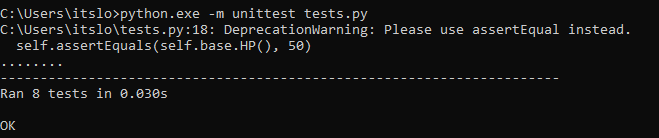 C:\Users\itslo>python.exe -m unittest tests.py
C:\Users\itslo\tests.py:18: DeprecationWarning: Please use assertEqual instead.
  self.assertEquals(self.base.HP(), 50)
........
----------------------------------------------------------------------
Ran 8 tests in 0.030s
OK